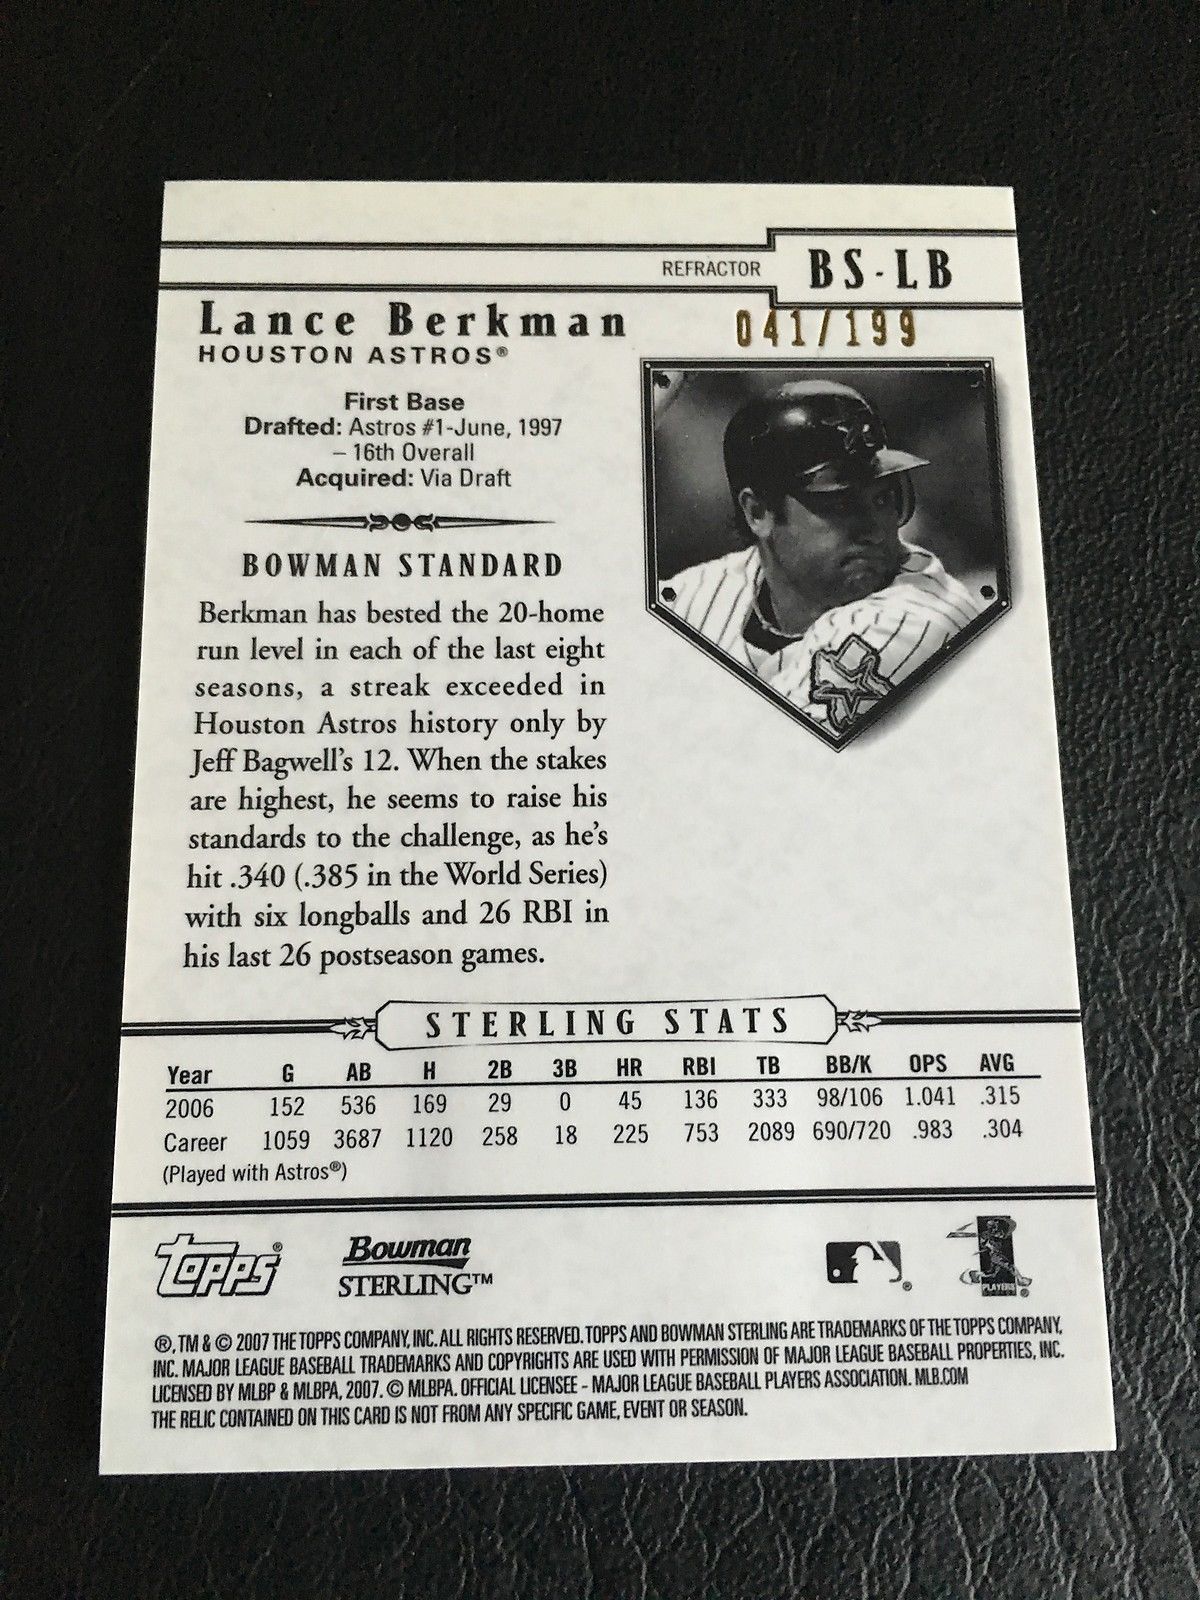 REFRACTOR
BS-LB
Lance Berkman
041/199
HOUSTON ASTROS®
First Base
Drafted: Astros #1-June, 1997
– 16th Overall
Acquired: Via Draft
BOWMAN STANDARD
Berkman has bested the 20-home
run level in each of the last eight
seasons, a streak exceeded in
Houston Astros history only by
Jeff Bagwell's 12. When the stakes
are highest, he seems to raise his
standards to the challenge, as he's
hit .340 (.385 in the World Series)
with six longballs and 26 RBI in
his last 26 postseason games.
STERLING STATS
Year G AB H 2B 3B HR RBI TB BB/K OPS AVG
2006 152 536 169 29 0 45 136 333 98/106 1.041 .315
Career 1059 3687 1120 258 18 225 753 2089 690/720 .983 .304
(Played with Astros®)
Topps®
Bowman
STERLING™
PLAYERS
®, TM & © 2007 THE TOPPS COMPANY, INC. ALL RIGHTS RESERVED. TOPPS AND BOWMAN STERLING ARE TRADEMARKS OF THE TOPPS COMPANY,
INC. MAJOR LEAGUE BASEBALL TRADEMARKS AND COPYRIGHTS ARE USED WITH PERMISSION OF MAJOR LEAGUE BASEBALL PROPERTIES, INC.
LICENSED BY MLBP & MLBPA, 2007. © MLBPA. OFFICIAL LICENSEE - MAJOR LEAGUE BASEBALL PLAYERS ASSOCIATION. MLB.COM
THE RELIC CONTAINED ON THIS CARD IS NOT FROM ANY SPECIFIC GAME, EVENT OR SEASON.